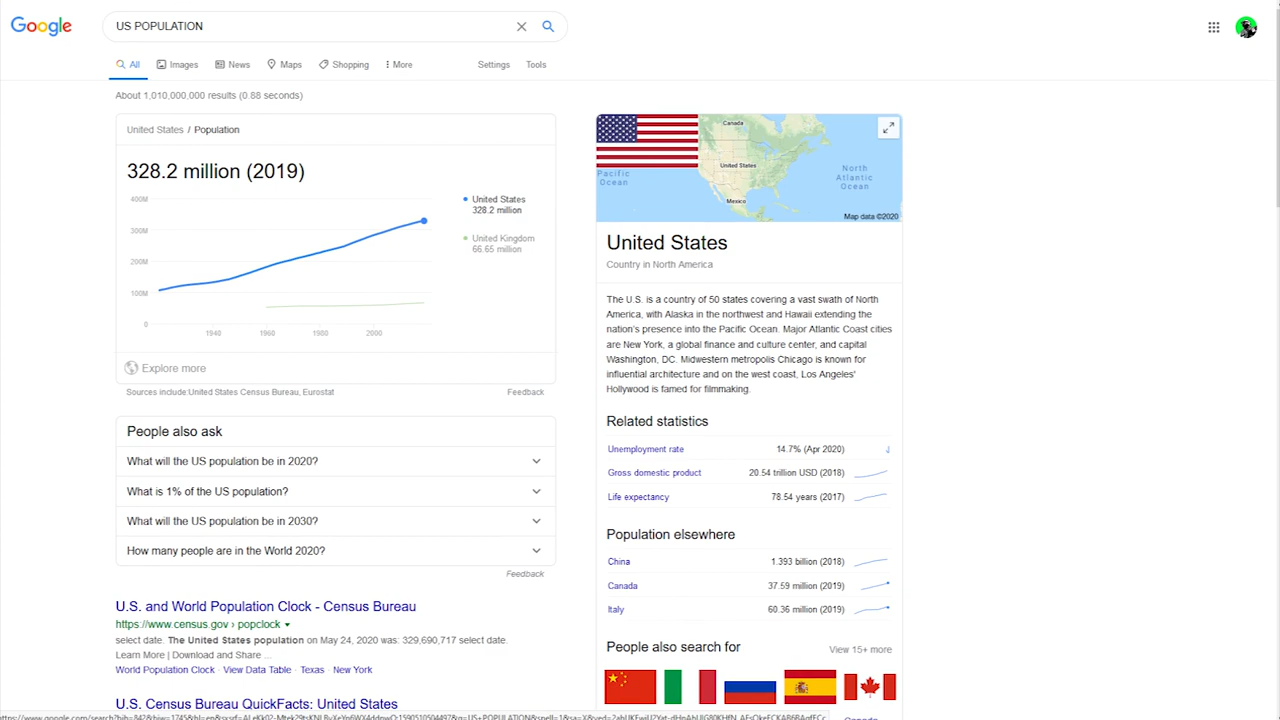 Google
US POPULATION
All
Images
News
Maps
Shopping
More
Settings
Tools
About 1,010,000,000 results (0.88 seconds)
United States / Population
328.2 million (2019)
400M
300M
200M
100M
0
1940
1960
1980
2000
United States
328.2 million
United Kingdom
66.65 million
Explore more
Sources include:United States Census Bureau, Eurostat
Feedback
People also ask
What will the US population be in 2020?
What is 1% of the US population?
What will the US population be in 2030?
How many people are in the World 2020?
Feedback
U.S. and World Population Clock - Census Bureau
https://www.census.gov › popclock
select date. The United States population on May 24, 2020 was: 329,690,717 select date.
Learn More | Download and Share ...
World Population Clock · View Data Table · Texas · New York
U.S. Census Bureau QuickFacts: United States
Canada
United States
Mexico
Pacific
Ocean
North
Atlantic
Ocean
Map data ©2020
United States
Country in North America
The U.S. is a country of 50 states covering a vast swath of North
America, with Alaska in the northwest and Hawaii extending the
nation's presence into the Pacific Ocean. Major Atlantic Coast cities
are New York, a global finance and culture center, and capital
Washington, DC. Midwestern metropolis Chicago is known for
influential architecture and on the west coast, Los Angeles'
Hollywood is famed for filmmaking.
Related statistics
Unemployment rate 14.7% (Apr 2020)
Gross domestic product 20.54 trillion USD (2018)
Life expectancy 78.54 years (2017)
Population elsewhere
China 1.393 billion (2018)
Canada 37.59 million (2019)
Italy 60.36 million (2019)
People also search for
View 15+ more